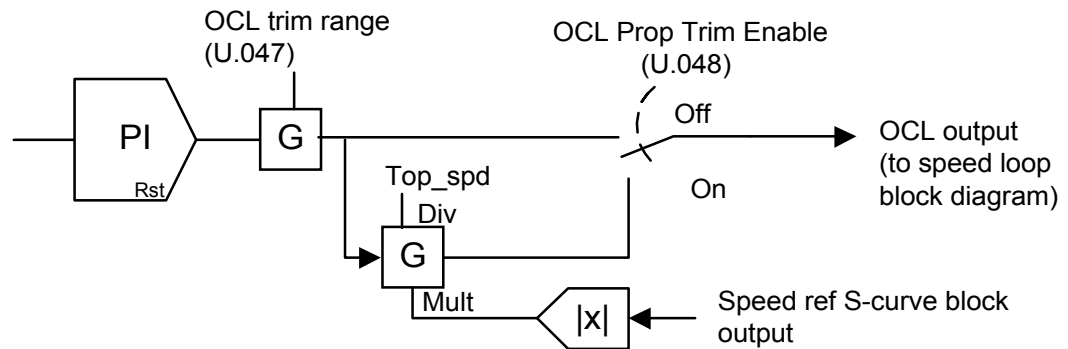 OCL trim range
(U.047)
OCL Prop Trim Enable
(U.048)
PI
Rst
G
Off
On
OCL output
(to speed loop
block diagram)
Top_spd
Div
G
Mult
|x|
Speed ref S-curve block
output